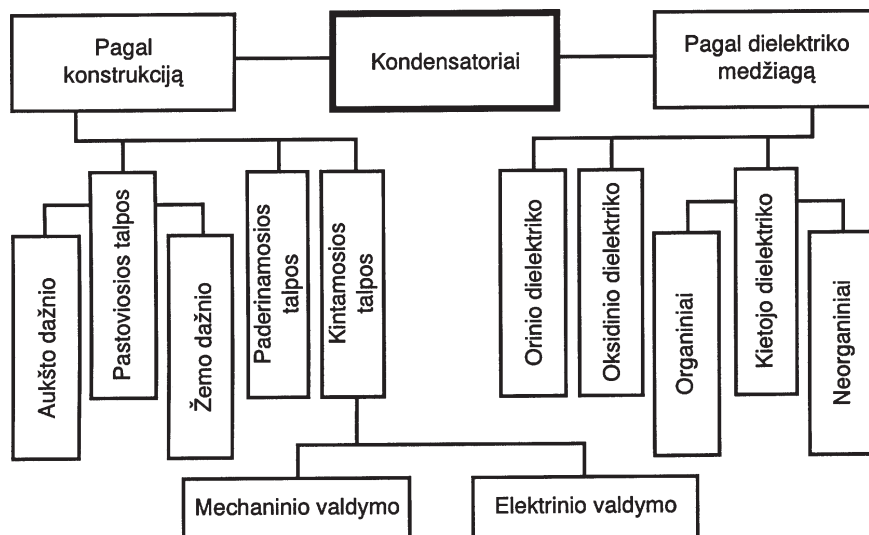 Pagal
konstrukciją
Kondensatoriai
Pagal dielektriko
medžiagą
Aukšto dažnio
Pastoviosios talpos
Žemo dažnio
Paderinamosios
talpos
Kintamosios
talpos
Orinio dielektriko
Oksidinio dielektriko
Organiniai
Kietojo dielektriko
Neorganiniai
Mechaninio valdymo
Elektrinio valdymo